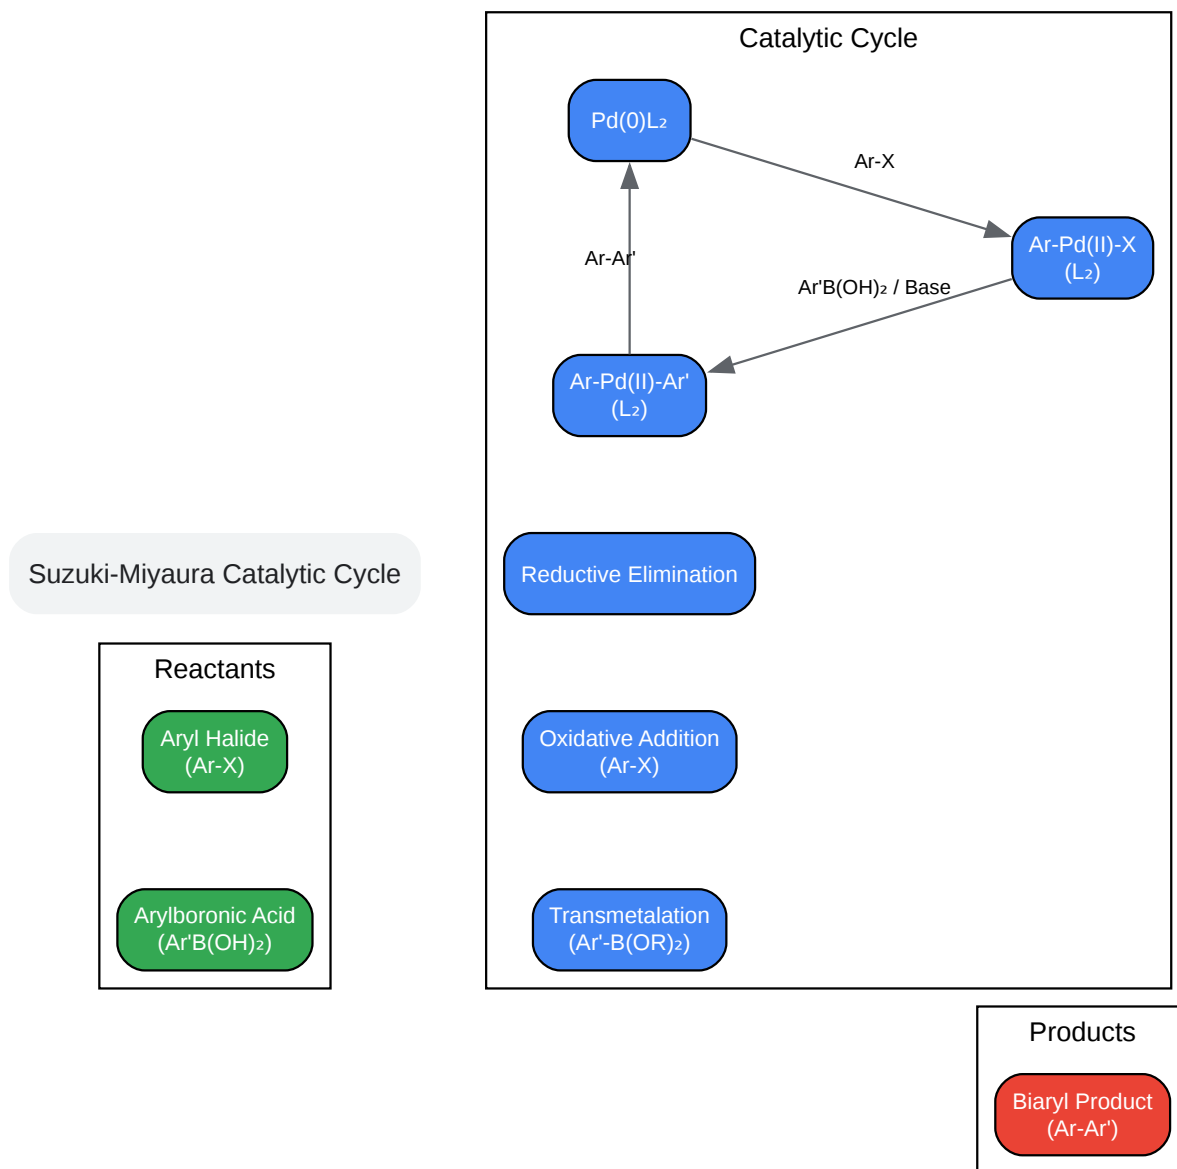 Catalytic Cycle
Pd(0)L₂
Ar-X
Ar-Pd(II)-X
(L₂)
Ar-Ar'
Ar'B(OH)₂ / Base
Ar-Pd(II)-Ar'
(L₂)
Suzuki-Miyaura Catalytic Cycle
Reductive Elimination
Reactants
Aryl Halide
(Ar-X)
Oxidative Addition
(Ar-X)
Arylboronic Acid
(Ar'B(OH)₂)
Transmetalation
(Ar'-B(OR)₂)
Products
Biaryl Product
(Ar-Ar')